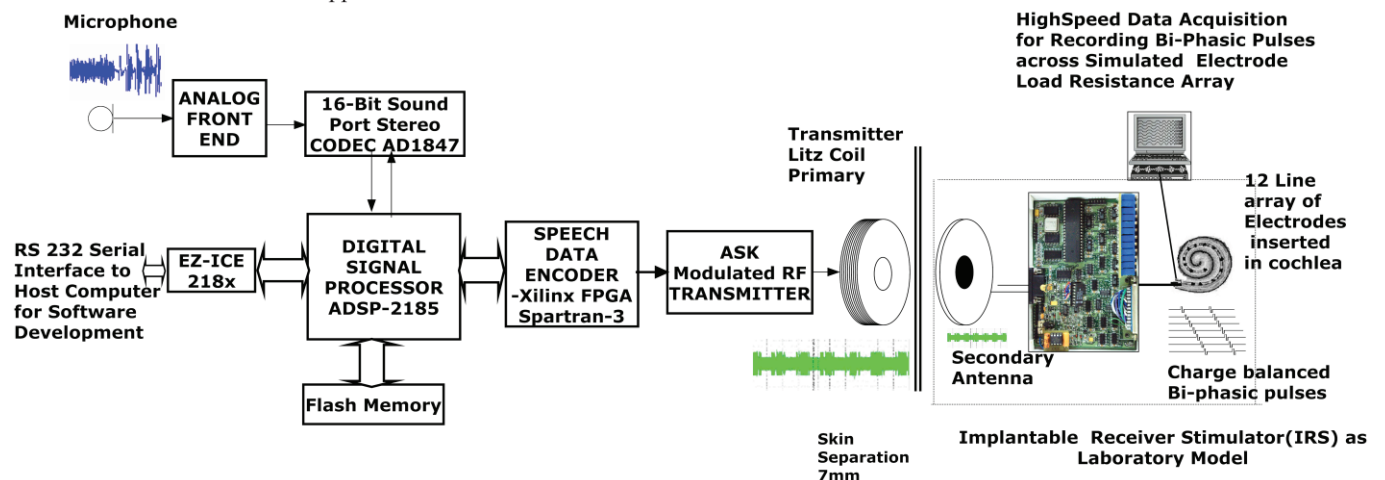 Microphone
ANALOG
FRONT
END
16-Bit Sound
Port Stereo
CODEC AD1847
RS 232 Serial
Interface to
Host Computer
for Software
Development
EZ-ICE
218x
DIGITAL
SIGNAL
PROCESSOR
ADSP-2185
Flash Memory
SPEECH
DATA
ENCODER
-Xilinx FPGA
Spartran-3
ASK
Modulated RF
TRANSMITTER
Transmitter
Litz Coil
Primary
Skin
Separation
7mm
HighSpeed Data Acquisition
for Recording Bi-Phasic Pulses
across Simulated Electrode
Load Resistance Array
Secondary
Antenna
12 Line
array of
Electrodes
inserted
in cochlea
Charge balanced
Bi-phasic pulses
Implantable Receiver Stimulator(IRS) as
Laboratory Model